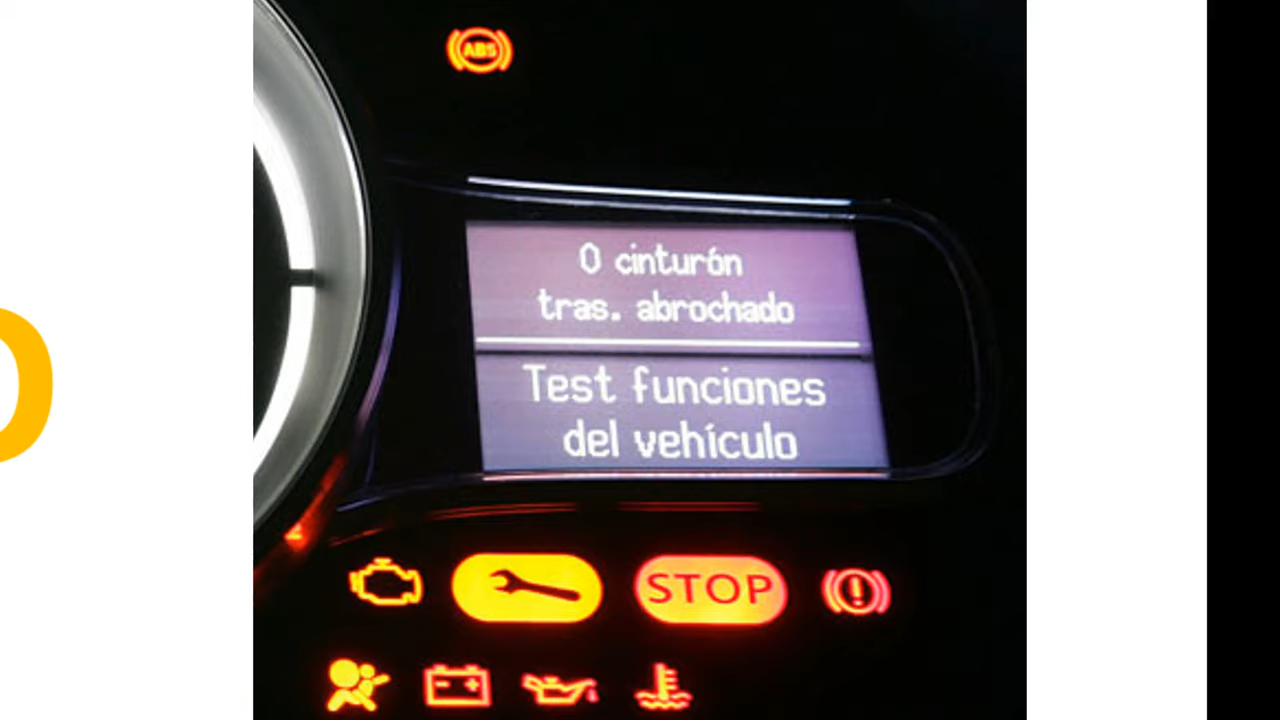 ABS
0 cinturón
tras. abrochado
Test funciones
del vehículo
STOP